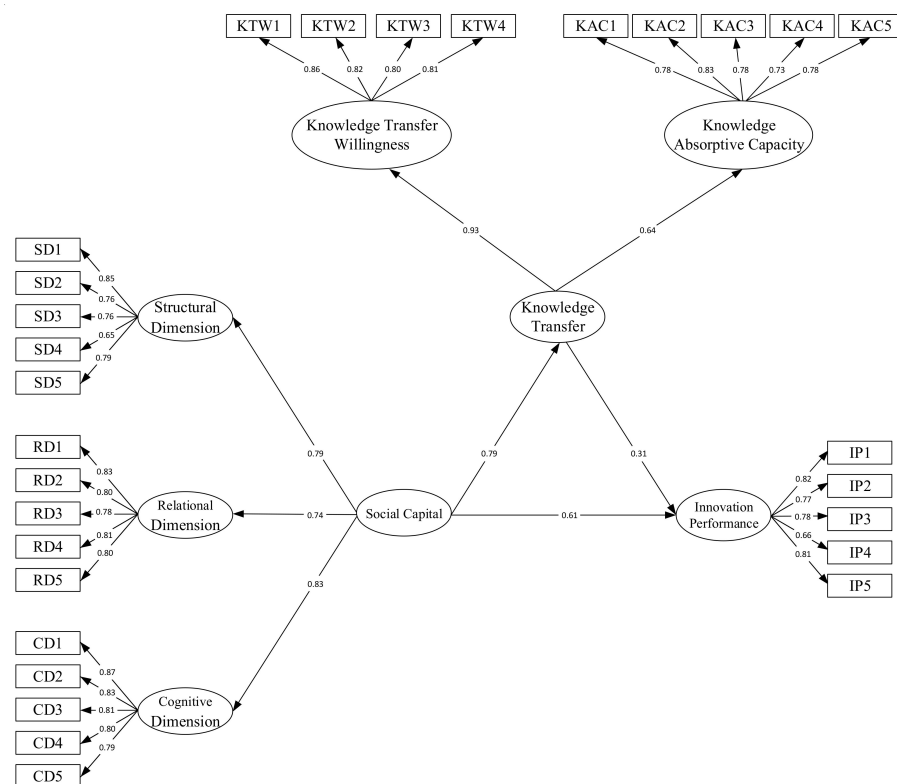 KTW1 KTW2 KTW3 KTW4 KAC1 KAC2 KAC3 KAC4 KAC5
0.86 0.82 0.80 0.81 0.78 0.83 0.78 0.73 0.78
Knowledge Transfer
Willingness
Knowledge
Absorptive Capacity
0.93 0.64
SD1
SD2
SD3
SD4
SD5
0.85
0.76
0.76
0.65
0.79
Structural
Dimension
Knowledge
Transfer
0.79 0.79 0.31
RD1
RD2
RD3
RD4
RD5
0.83
0.80
0.78
0.81
0.80
Relational
Dimension
0.74
Social Capital
0.61
Innovation
Performance
0.82
0.77
0.78
0.66
0.81
IP1
IP2
IP3
IP4
IP5
0.83
CD1
CD2
CD3
CD4
CD5
0.87
0.83
0.81
0.80
0.79
Cognitive
Dimension